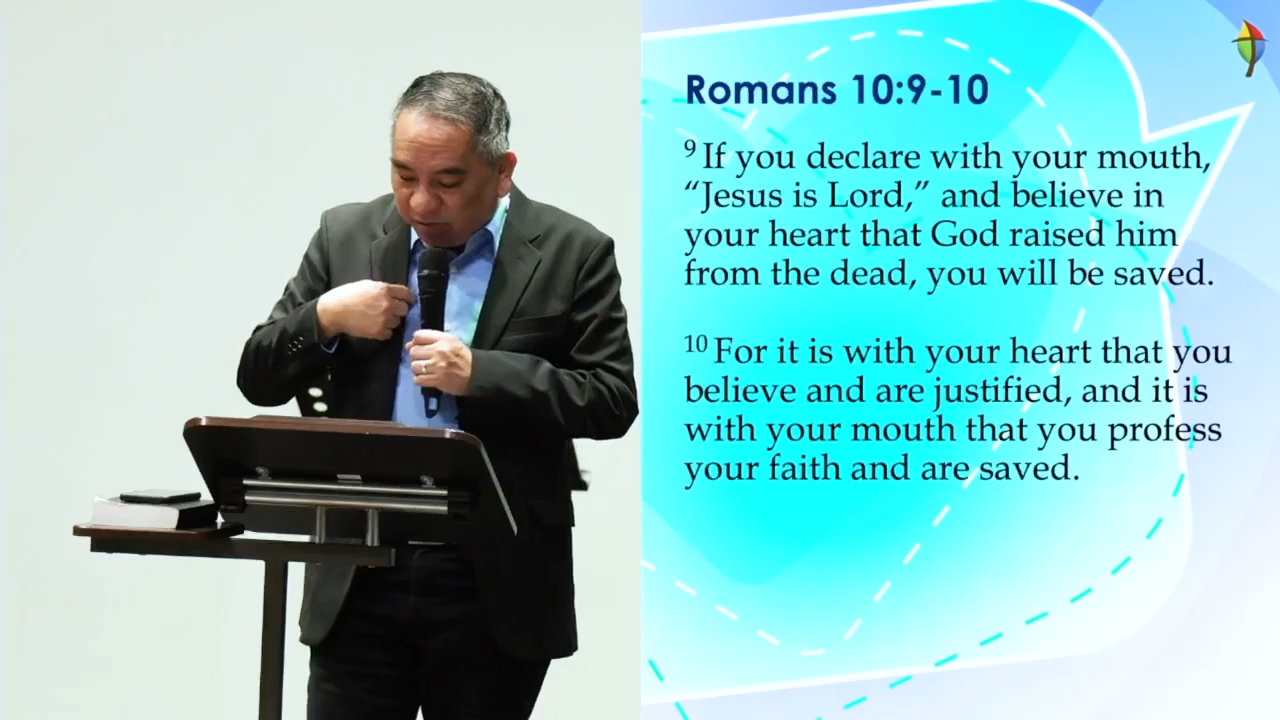 Romans 10:9-10
⁹ If you declare with your mouth,
“Jesus is Lord,” and believe in
your heart that God raised him
from the dead, you will be saved.
¹⁰ For it is with your heart that you
believe and are justified, and it is
with your mouth that you profess
your faith and are saved.